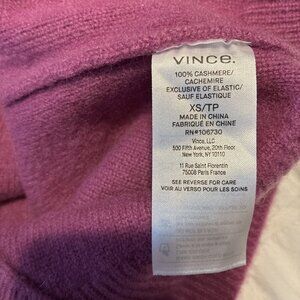 VINCE.
100% CASHMERE/
CACHEMIRE
EXCLUSIVE OF ELASTIC/
SAUF ELASTIQUE
XS/TP
MADE IN CHINA
FABRIQUÉ EN CHINE
RN#106730
Vince, LLC
500 Fifth Avenue, 20th Floor
New York, NY 10110
11 Rue Saint Florentin
75008 Paris France
SEE REVERSE FOR CARE
VOIR AU VERSO POUR LES SOINS